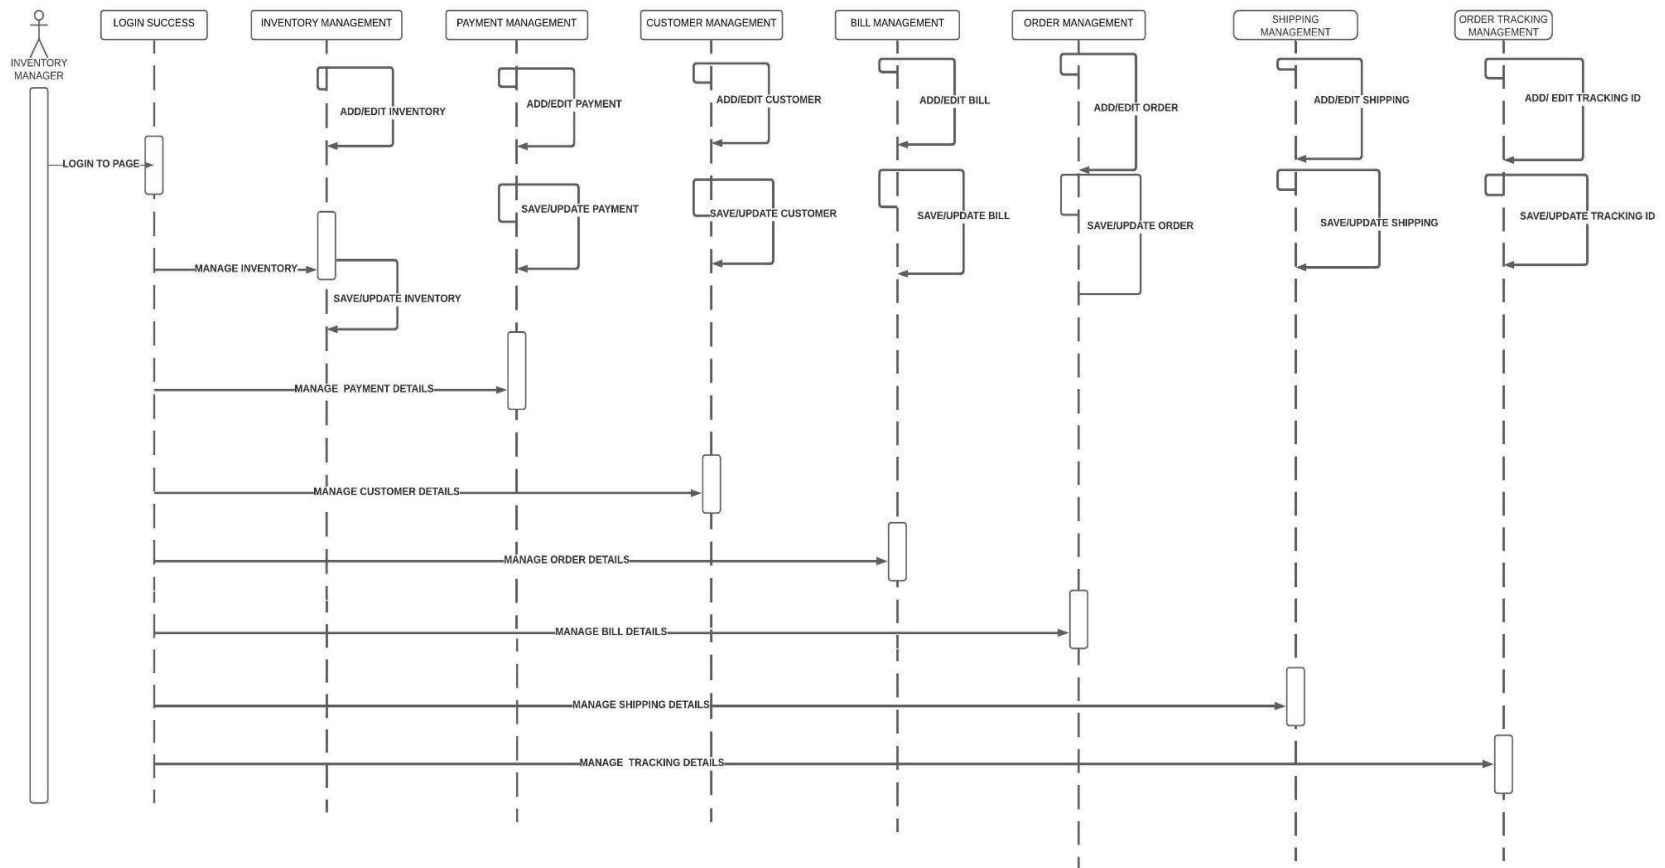 LOGIN SUCCESS
INVENTORY MANAGEMENT
PAYMENT MANAGEMENT
CUSTOMER MANAGEMENT
BILL MANAGEMENT
ORDER MANAGEMENT
SHIPPING
MANAGEMENT
ORDER TRACKING
MANAGEMENT
INVENTORY
MANAGER
ADD/EDIT INVENTORY
ADD/EDIT PAYMENT
ADD/EDIT CUSTOMER
ADD/EDIT BILL
ADD/EDIT ORDER
ADD/EDIT SHIPPING
ADD/ EDIT TRACKING ID
LOGIN TO PAGE
SAVE/UPDATE PAYMENT
SAVE/UPDATE CUSTOMER
SAVE/UPDATE BILL
SAVE/UPDATE ORDER
SAVE/UPDATE SHIPPING
SAVE/UPDATE TRACKING ID
MANAGE INVENTORY
SAVE/UPDATE INVENTORY
MANAGE  PAYMENT DETAILS
MANAGE CUSTOMER DETAILS
MANAGE ORDER DETAILS
MANAGE BILL DETAILS
MANAGE SHIPPING DETAILS
MANAGE  TRACKING DETAILS